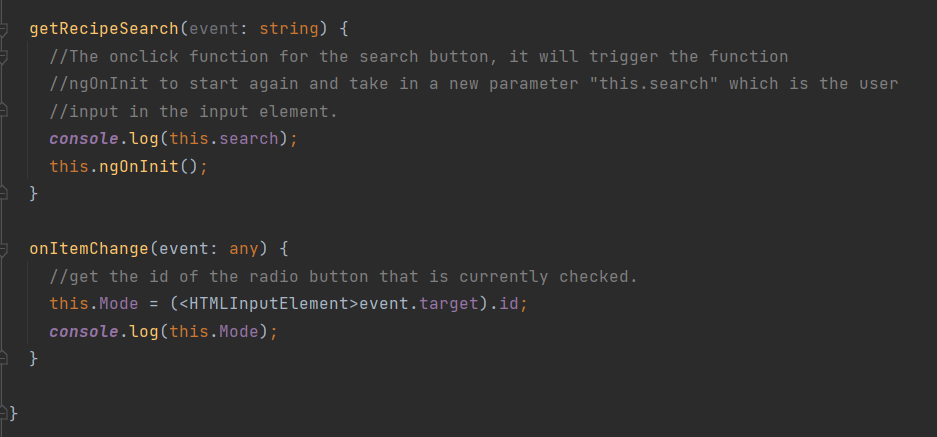 getRecipeSearch(event: string) {
//The onclick function for the search button, it will trigger the function
//ngOnInit to start again and take in a new parameter "this.search" which is the user
//input in the input element.
console.log(this.search);
this.ngOnInit();
}
onItemChange(event: any) {
//get the id of the radio button that is currently checked.
this.Mode = (<HTMLInputElement>event.target).id;
console.log(this.Mode);
}
}